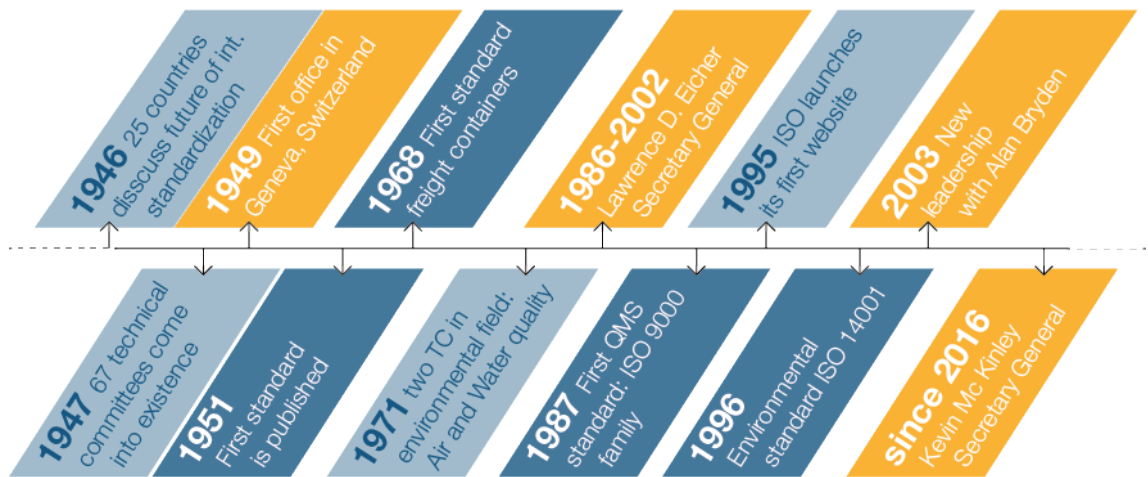 1946 25 countries
disscuss future of int.
standardization
1949 First office in
Geneva, Switzerland
1968 First standard
freight containers
1986-2002
Lawrence D. Eicher
Secretary General
1995 ISO launches
its first website
2003 New
leadership
with Alan Bryden
1947 67 technical
committees come
into existence
1951
First standard
is published
1971 two TC in
environmental field:
Air and Water quality
1987 First QMS
standard: ISO 9000
family
1996
Environmental
standard ISO 14001
since 2016
Kevin Mc Kinley
Secretary General